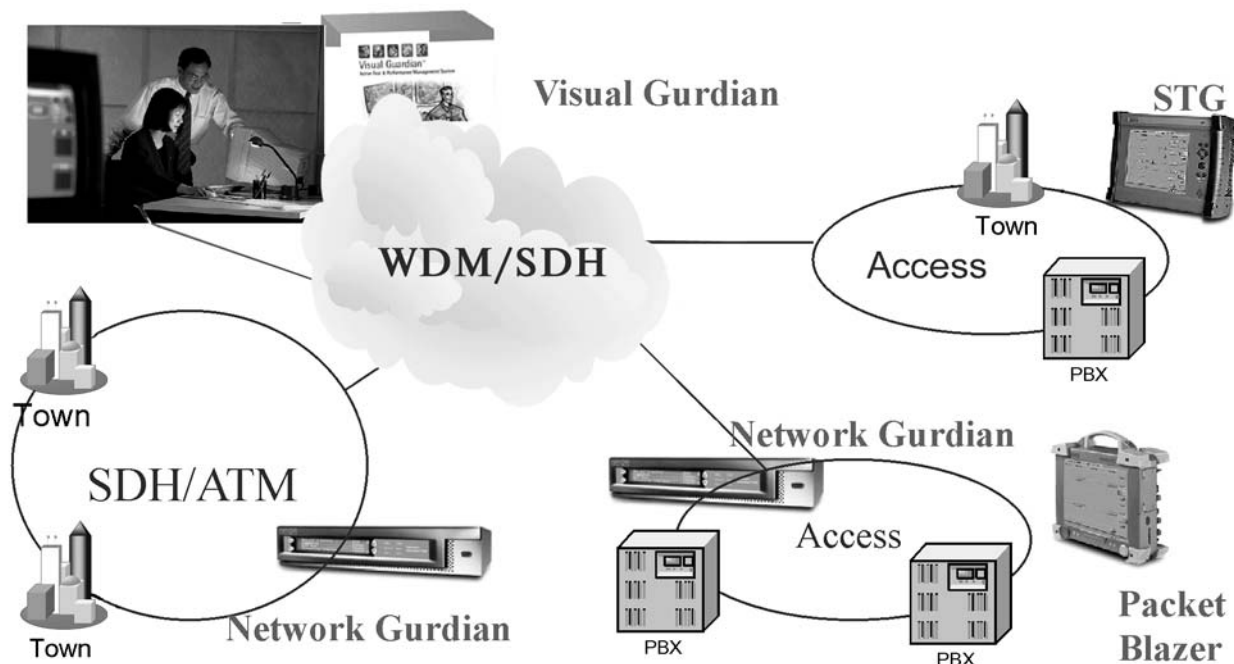 Visual Guardian™
Visual Gurdian
STG
Town
WDM/SDH
Access
PBX
Town
Network Gurdian
SDH/ATM
Access
Town
Network Gurdian
PBX
PBX
Packet
Blazer